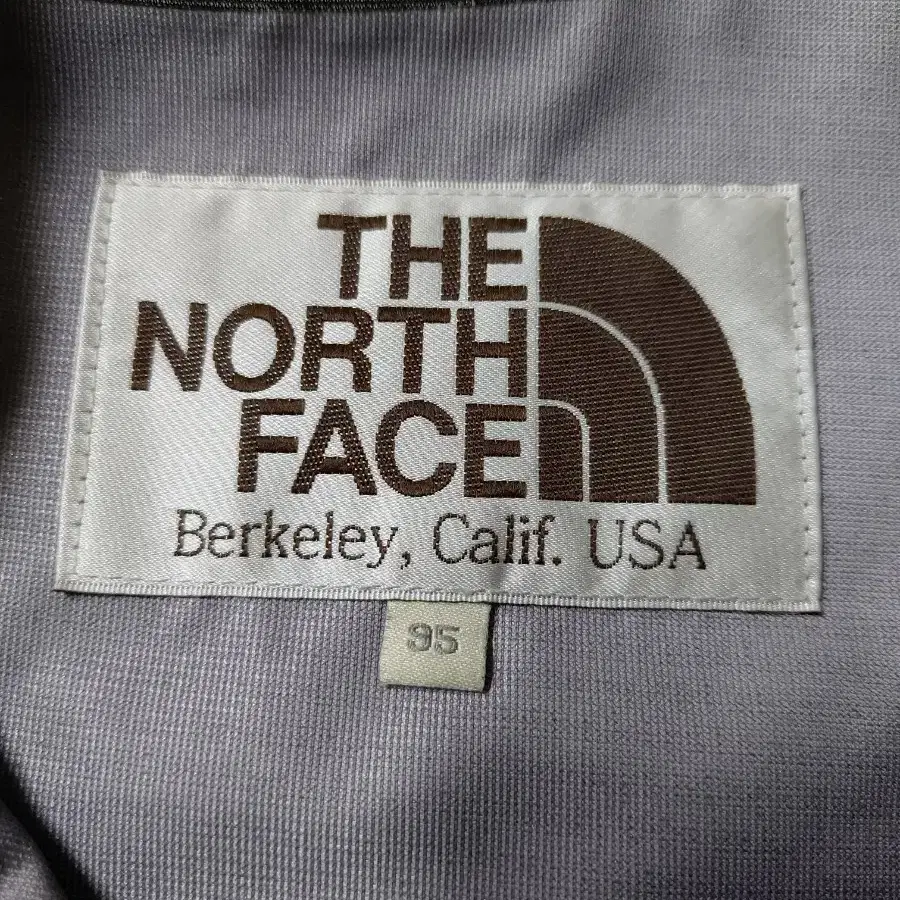 THE
NORTH
FACE
Berkeley, Calif. USA
95